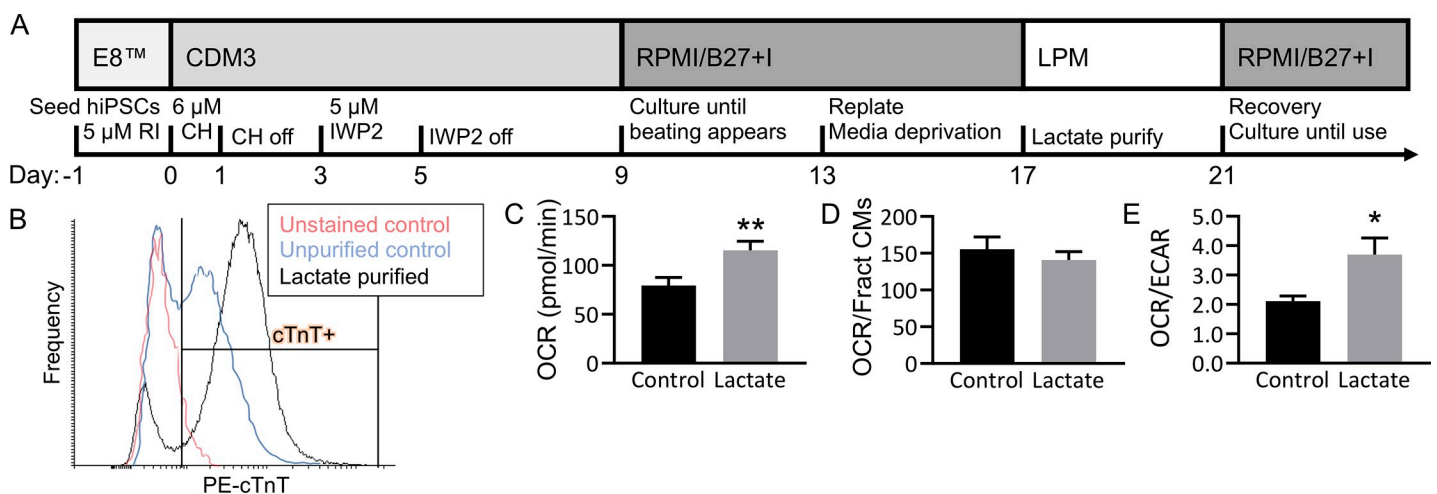 A
E8™ CDM3 RPMI/B27+I LPM RPMI/B27+I
Seed hiPSCs 6 µM 5 µM Culture until Replate Recovery
5 µM RI CH CH off IWP2 IWP2 off beating appears Media deprivation Lactate purify Culture until use
Day: -1 0 1 3 5 9 13 17 21
B
Unstained control
Unpurified control
Lactate purified
cTnT+
Frequency
PE-cTnT
C
OCR (pmol/min)
150
100
50
0
**
Control Lactate
D
OCR/Fract CMs
200
150
100
50
0
Control Lactate
E
OCR/ECAR
5.0
4.0
3.0
2.0
1.0
0.0
*
Control Lactate